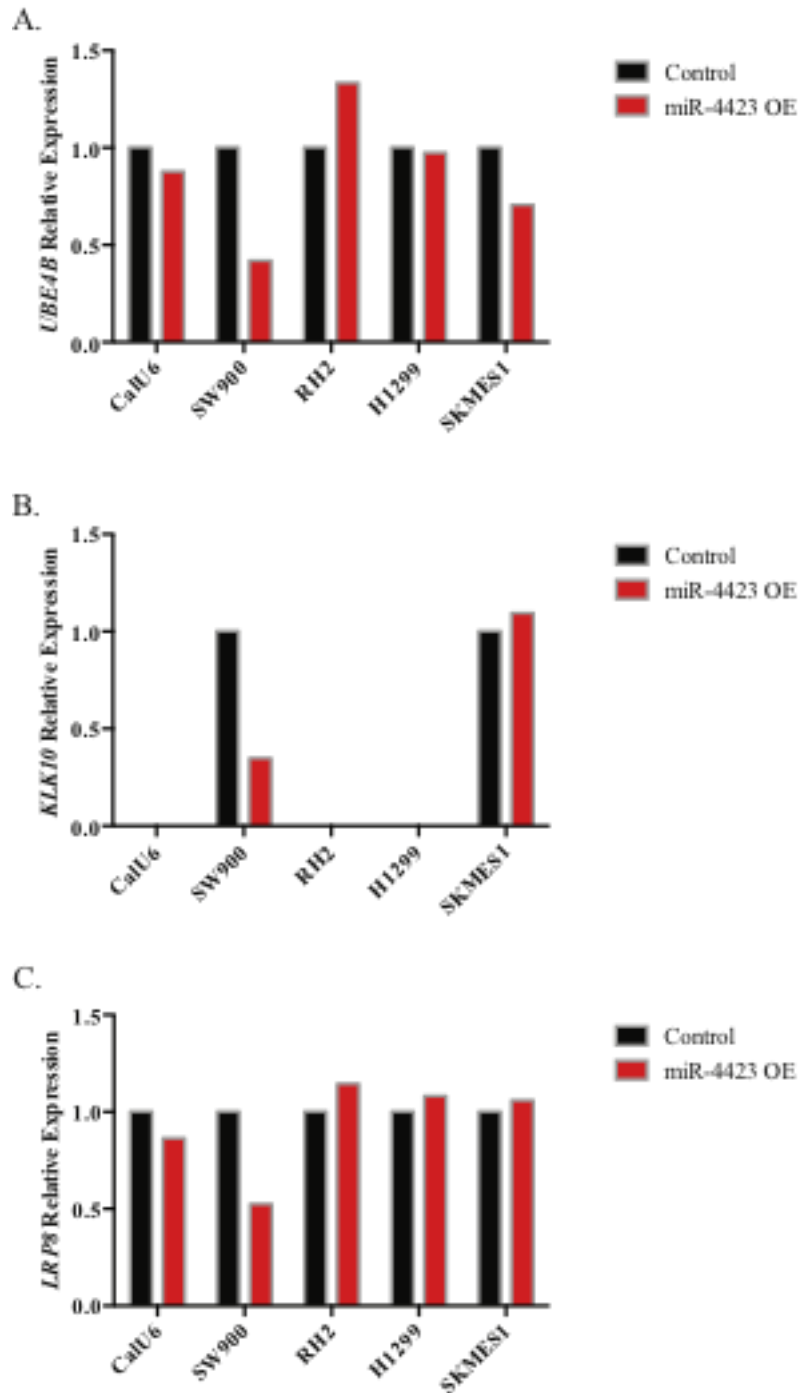 A.
UBE4B Relative Expression
1.5
1.0
0.5
0.0
CalU6
SW900
RH2
H1299
SKMES1
Control
miR-4423 OE
B.
KLK10 Relative Expression
1.5
1.0
0.5
0.0
CalU6
SW900
RH2
H1299
SKMES1
Control
miR-4423 OE
C.
LRP8 Relative Expression
1.5
1.0
0.5
0.0
CalU6
SW900
RH2
H1299
SKMES1
Control
miR-4423 OE